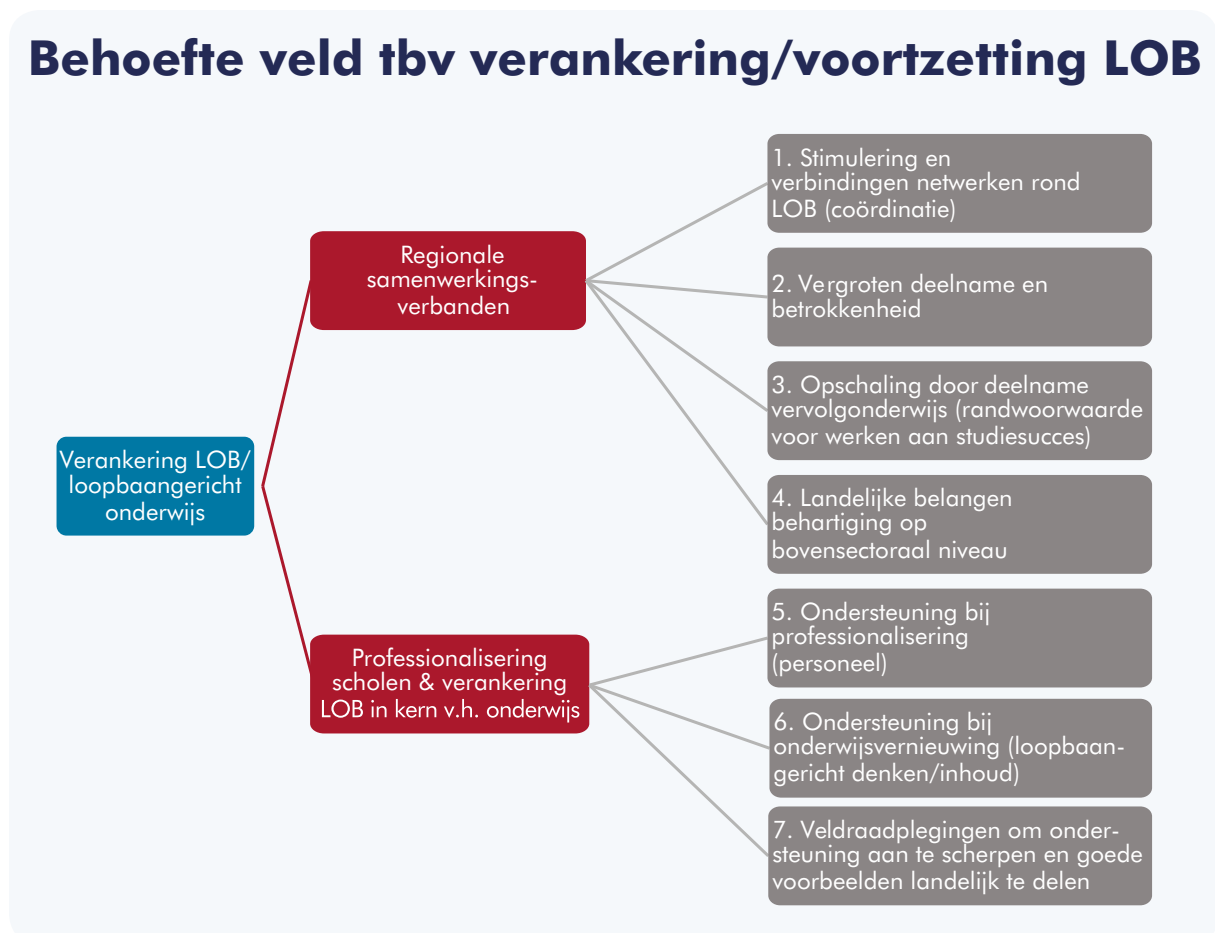 Behoefte veld tbv verankering/voortzetting LOB
Verankering LOB/
loopbaangericht
onderwijs
Regionale
samenwerkings-
verbanden
1. Stimulering en
verbindingen netwerken rond
LOB (coördinatie)
2. Vergroten deelname en
betrokkenheid
3. Opschaling door deelname
vervolgonderwijs (randwoorwaarde
voor werken aan studiesucces)
4. Landelijke belangen
behartiging op
bovensectoraal niveau
Professionalisering
scholen & verankering
LOB in kern v.h. onderwijs
5. Ondersteuning bij
professionalisering
(personeel)
6. Ondersteuning bij
onderwijsvernieuwing (loopbaan-
gericht denken/inhoud)
7. Veldraadplegingen om onder-
steuning aan te scherpen en goede
voorbeelden landelijk te delen